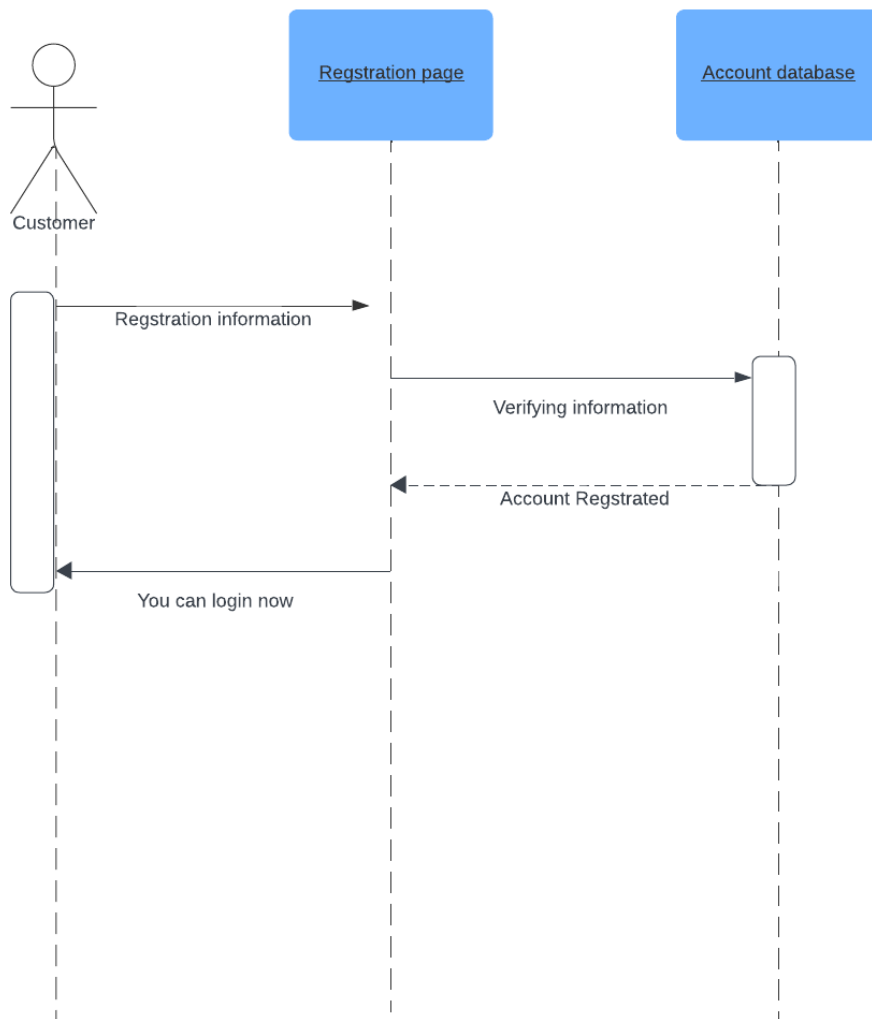 Regstration page
Account database
Customer
Regstration information
Verifying information
Account Regstrated
You can login now